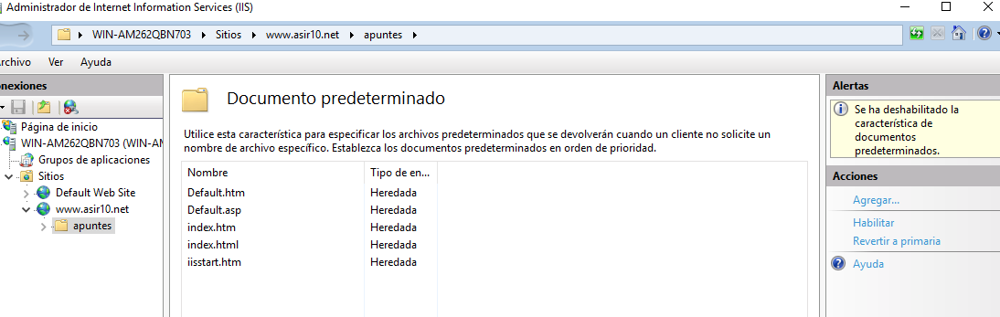 Administrador de Internet Information Services (IIS)
WIN-AM262QBN703 Sitios www.asir10.net apuntes
rchivo Ver Ayuda
nexiones
Página de inicio
WIN-AM262QBN703 (WIN-AM
Grupos de aplicaciones
Sitios
Default Web Site
www.asir10.net
apuntes
Documento predeterminado
Utilice esta característica para especificar los archivos predeterminados que se devolverán cuando un cliente no solicite un
nombre de archivo específico. Establezca los documentos predeterminados en orden de prioridad.
Nombre Tipo de en...
Default.htm Heredada
Default.asp Heredada
index.htm Heredada
index.html Heredada
iisstart.htm Heredada
Alertas
Se ha deshabilitado la
característica de
documentos
predeterminados.
Acciones
Agregar...
Habilitar
Revertir a primaria
Ayuda